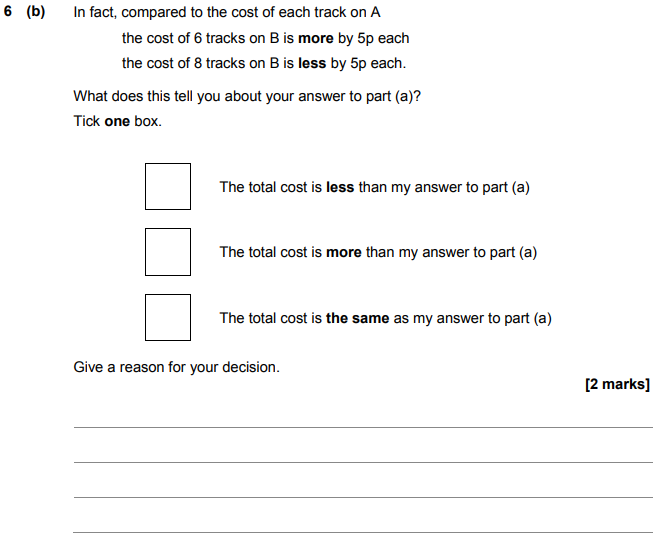 6 (b) In fact, compared to the cost of each track on A
the cost of 6 tracks on B is more by 5p each
the cost of 8 tracks on B is less by 5p each.
What does this tell you about your answer to part (a)?
Tick one box.
The total cost is less than my answer to part (a)
The total cost is more than my answer to part (a)
The total cost is the same as my answer to part (a)
Give a reason for your decision.
[2 marks]